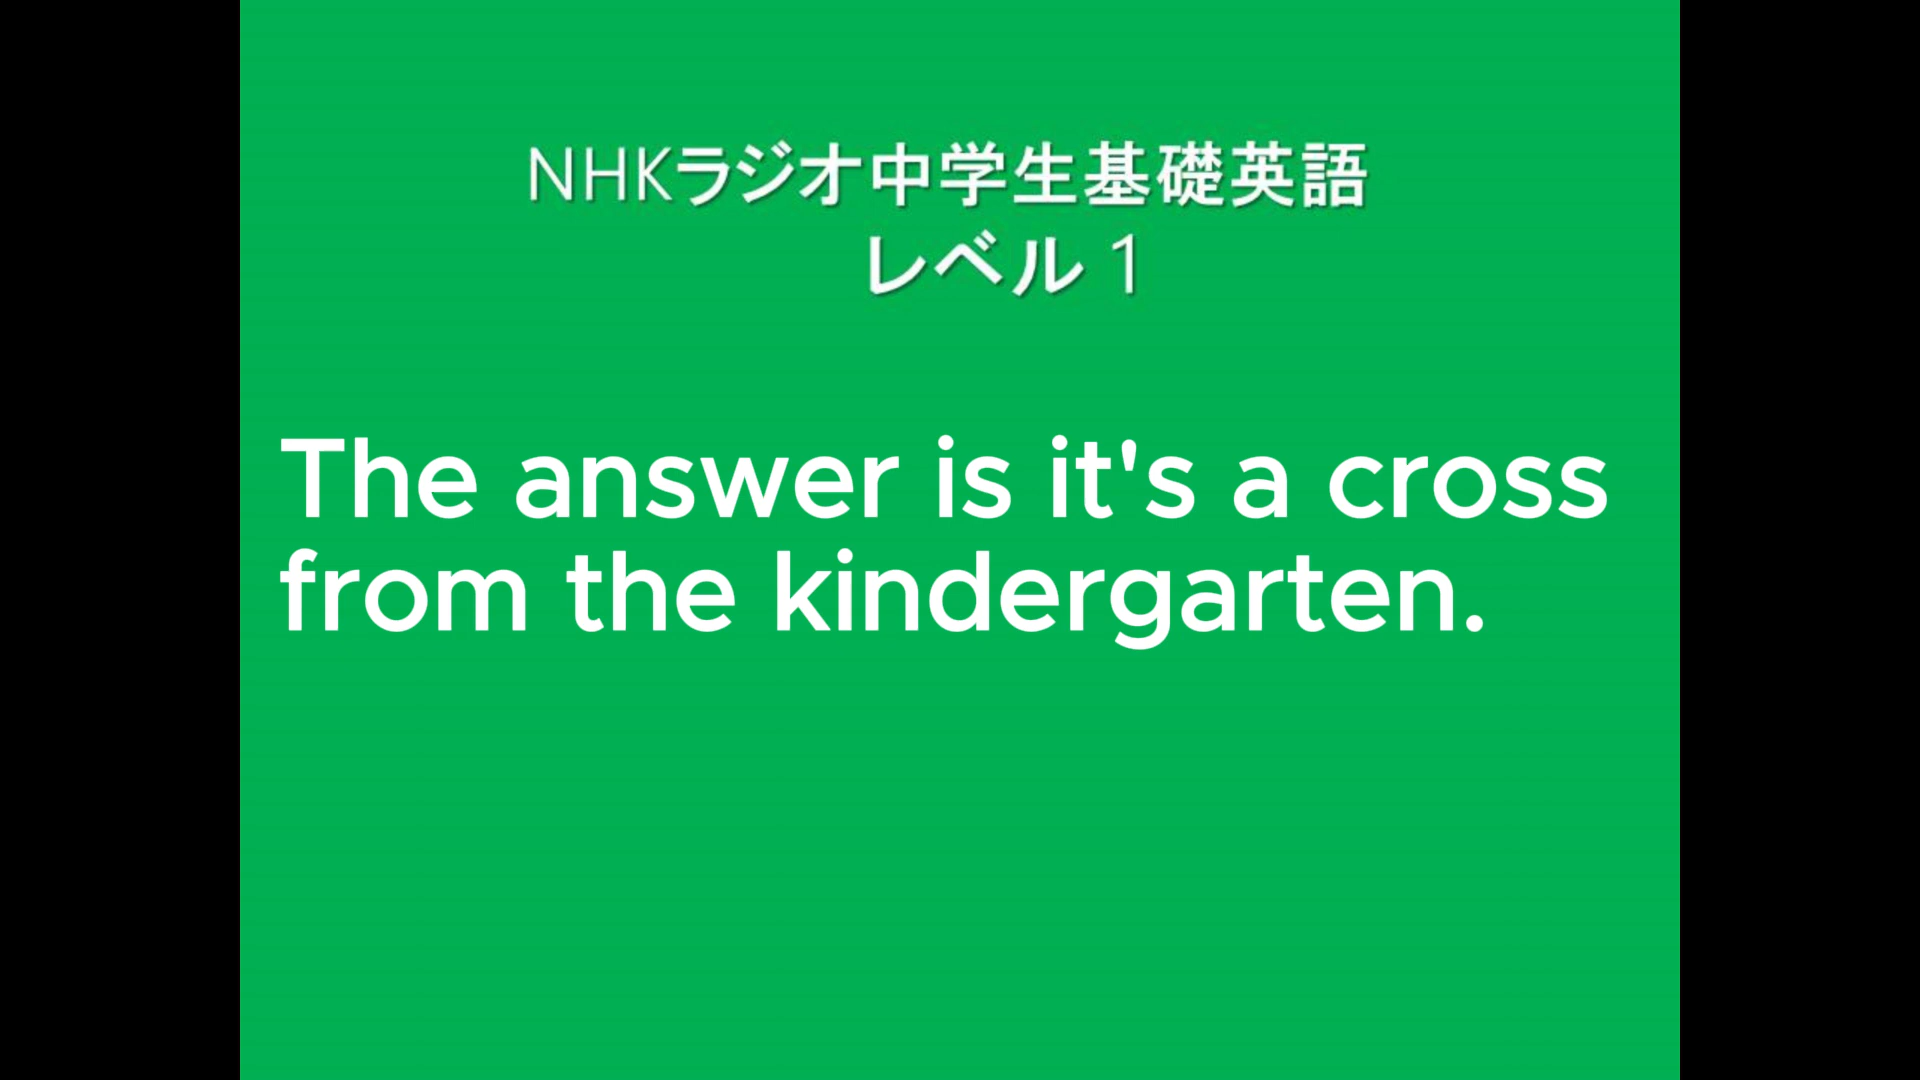 NHKラジオ中学生基礎英語
レベル 1
The answer is it's a cross
from the kindergarten.